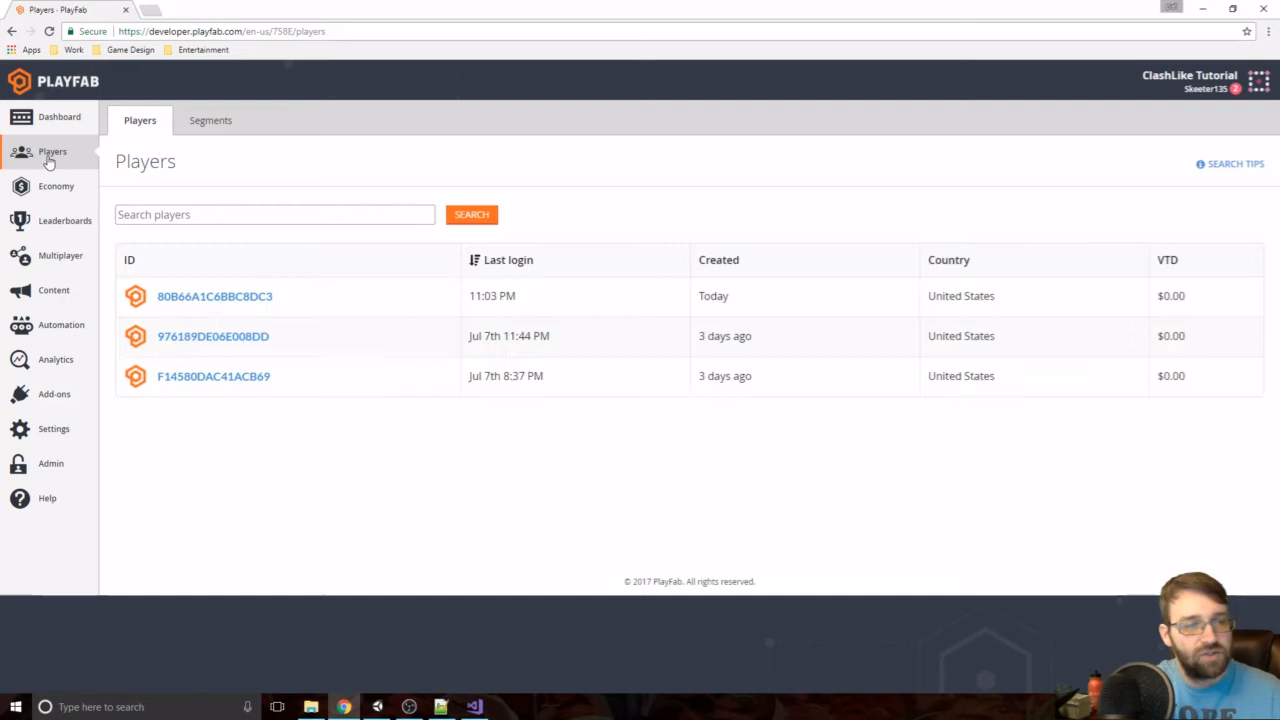 Players - PlayFab
Secure https://developer.playfab.com/en-us/758E/players
Apps Work Game Design Entertainment
PLAYFAB
ClashLike Tutorial
Skeeter135 2
Dashboard
Players
Economy
Leaderboards
Multiplayer
Content
Automation
Analytics
Add-ons
Settings
Admin
Help
Players Segments
Players
SEARCH TIPS
Search players SEARCH
ID Last login Created Country VTD
80B66A1C6BBC8DC3 11:03 PM Today United States $0.00
976189DE06E008DD Jul 7th 11:44 PM 3 days ago United States $0.00
F14580DAC41ACB69 Jul 7th 8:37 PM 3 days ago United States $0.00
© 2017 PlayFab. All rights reserved.
Type here to search